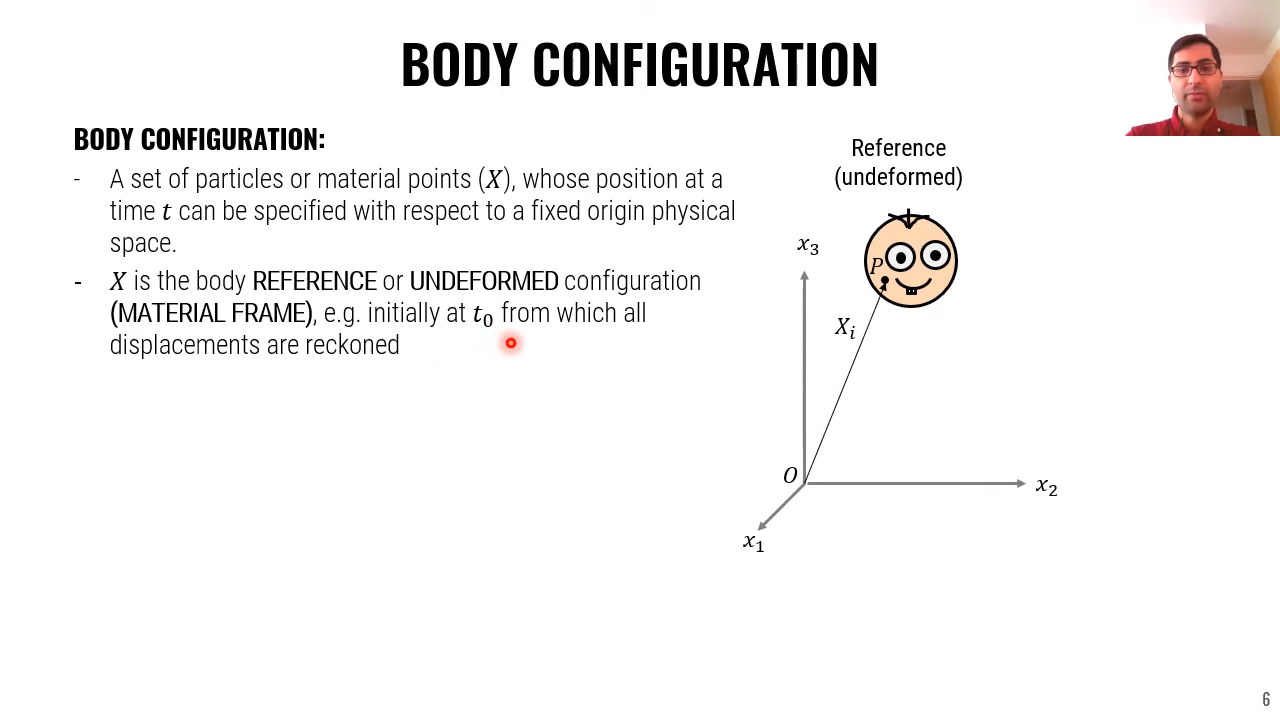 BODY CONFIGURATION
BODY CONFIGURATION:
- A set of particles or material points (X), whose position at a
time t can be specified with respect to a fixed origin physical
space.
- X is the body REFERENCE or UNDEFORMED configuration
(MATERIAL FRAME), e.g. initially at t₀ from which all
displacements are reckoned
Reference
(undeformed)
x₃
P
Xᵢ
O
x₂
x₁
6